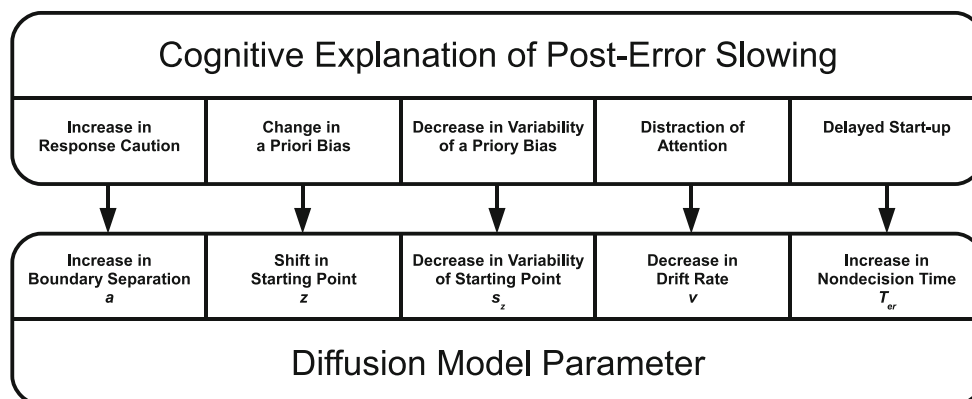 Cognitive Explanation of Post-Error Slowing
Increase in
Response Caution
Change in
a Priori Bias
Decrease in Variability
of a Priory Bias
Distraction of
Attention
Delayed Start-up
Increase in
Boundary Separation
a
Shift in
Starting Point
z
Decrease in Variability
of Starting Point
s_z
Decrease in
Drift Rate
v
Increase in
Nondecision Time
T_er
Diffusion Model Parameter